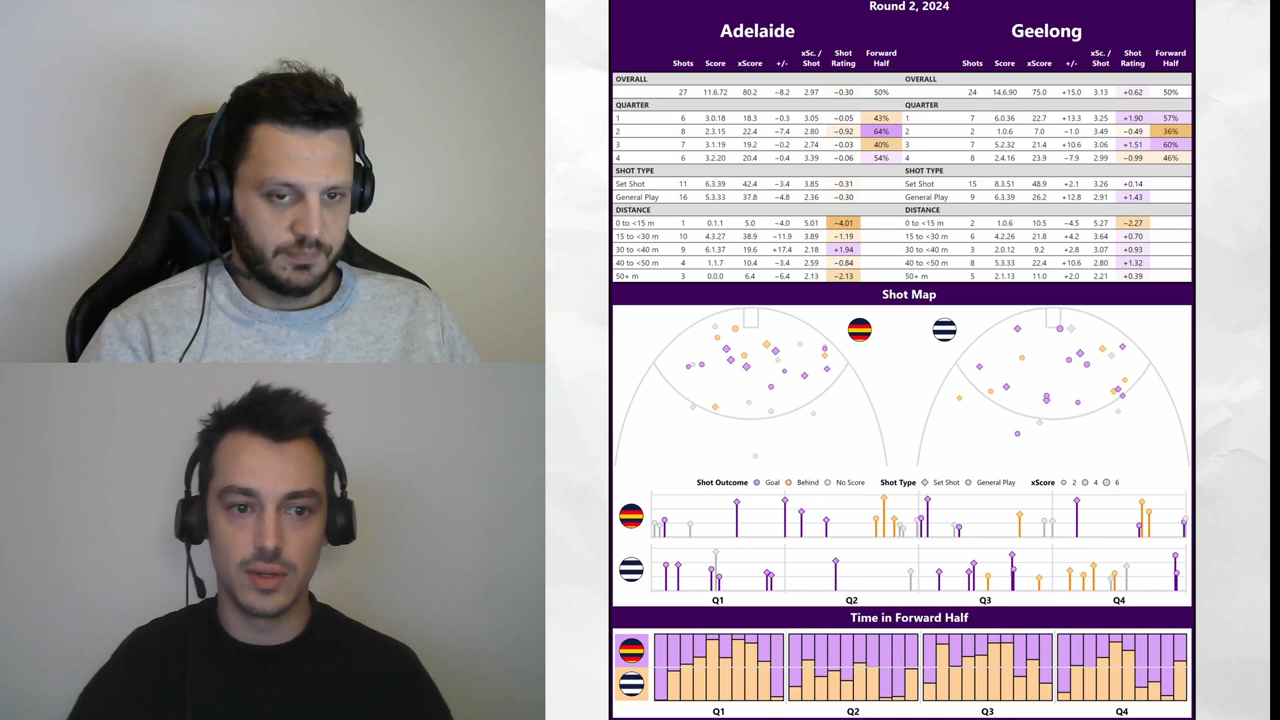 Round 2, 2024
Adelaide Geelong
Shots Score xScore +/- xSc. / Shot Shot Rating Forward Half Shots Score xScore +/- xSc. / Shot Shot Rating Forward Half
OVERALL OVERALL
27 11.6.72 80.2 −8.2 2.97 −0.30 50% 24 14.6.90 75.0 +15.0 3.13 +0.62 50%
QUARTER QUARTER
1 6 3.0.18 18.3 −0.3 3.05 −0.05 43% 1 7 6.0.36 22.7 +13.3 3.25 +1.90 57%
2 8 2.3.15 22.4 −7.4 2.80 −0.92 64% 2 2 1.0.6 7.0 −1.0 3.49 −0.49 36%
3 7 3.1.19 19.2 −0.2 2.74 −0.03 40% 3 7 5.2.32 21.4 +10.6 3.06 +1.51 60%
4 6 3.2.20 20.4 −0.4 3.39 −0.06 54% 4 8 2.4.16 23.9 −7.9 2.99 −0.99 46%
SHOT TYPE SHOT TYPE
Set Shot 11 6.3.39 42.4 −3.4 3.85 −0.31 Set Shot 15 8.3.51 48.9 +2.1 3.26 +0.14
General Play 16 5.3.33 37.8 −4.8 2.36 −0.30 General Play 9 6.3.39 26.2 +12.8 2.91 +1.43
DISTANCE DISTANCE
0 to <15 m 1 0.1.1 5.0 −4.0 5.01 −4.01 0 to <15 m 2 1.0.6 10.5 −4.5 5.27 −2.27
15 to <30 m 10 4.3.27 38.9 −11.9 3.89 −1.19 15 to <30 m 6 4.2.26 21.8 +4.2 3.64 +0.70
30 to <40 m 9 6.1.37 19.6 +17.4 2.18 +1.94 30 to <40 m 3 2.0.12 9.2 +2.8 3.07 +0.93
40 to <50 m 4 1.1.7 10.4 −3.4 2.59 −0.84 40 to <50 m 8 5.3.33 22.4 +10.6 2.80 +1.32
50+ m 3 0.0.0 6.4 −6.4 2.13 −2.13 50+ m 5 2.1.13 11.0 +2.0 2.21 +0.39
Shot Map
Shot Outcome Goal Behind No Score Shot Type Set Shot General Play xScore 2 4 6
Q1 Q2 Q3 Q4
Time in Forward Half
Q1 Q2 Q3 Q4